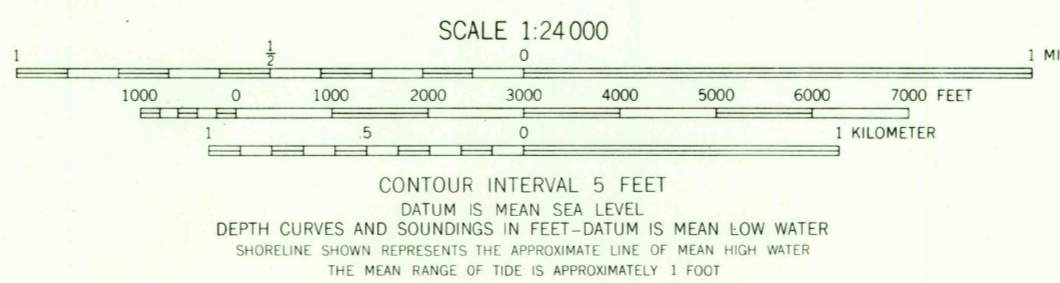 SCALE 1:24 000
1 ½ 0 1 MI
1000 0 1000 2000 3000 4000 5000 6000 7000 FEET
1 .5 0 1 KILOMETER
CONTOUR INTERVAL 5 FEET
DATUM IS MEAN SEA LEVEL
DEPTH CURVES AND SOUNDINGS IN FEET–DATUM IS MEAN LOW WATER
SHORELINE SHOWN REPRESENTS THE APPROXIMATE LINE OF MEAN HIGH WATER
THE MEAN RANGE OF TIDE IS APPROXIMATELY 1 FOOT